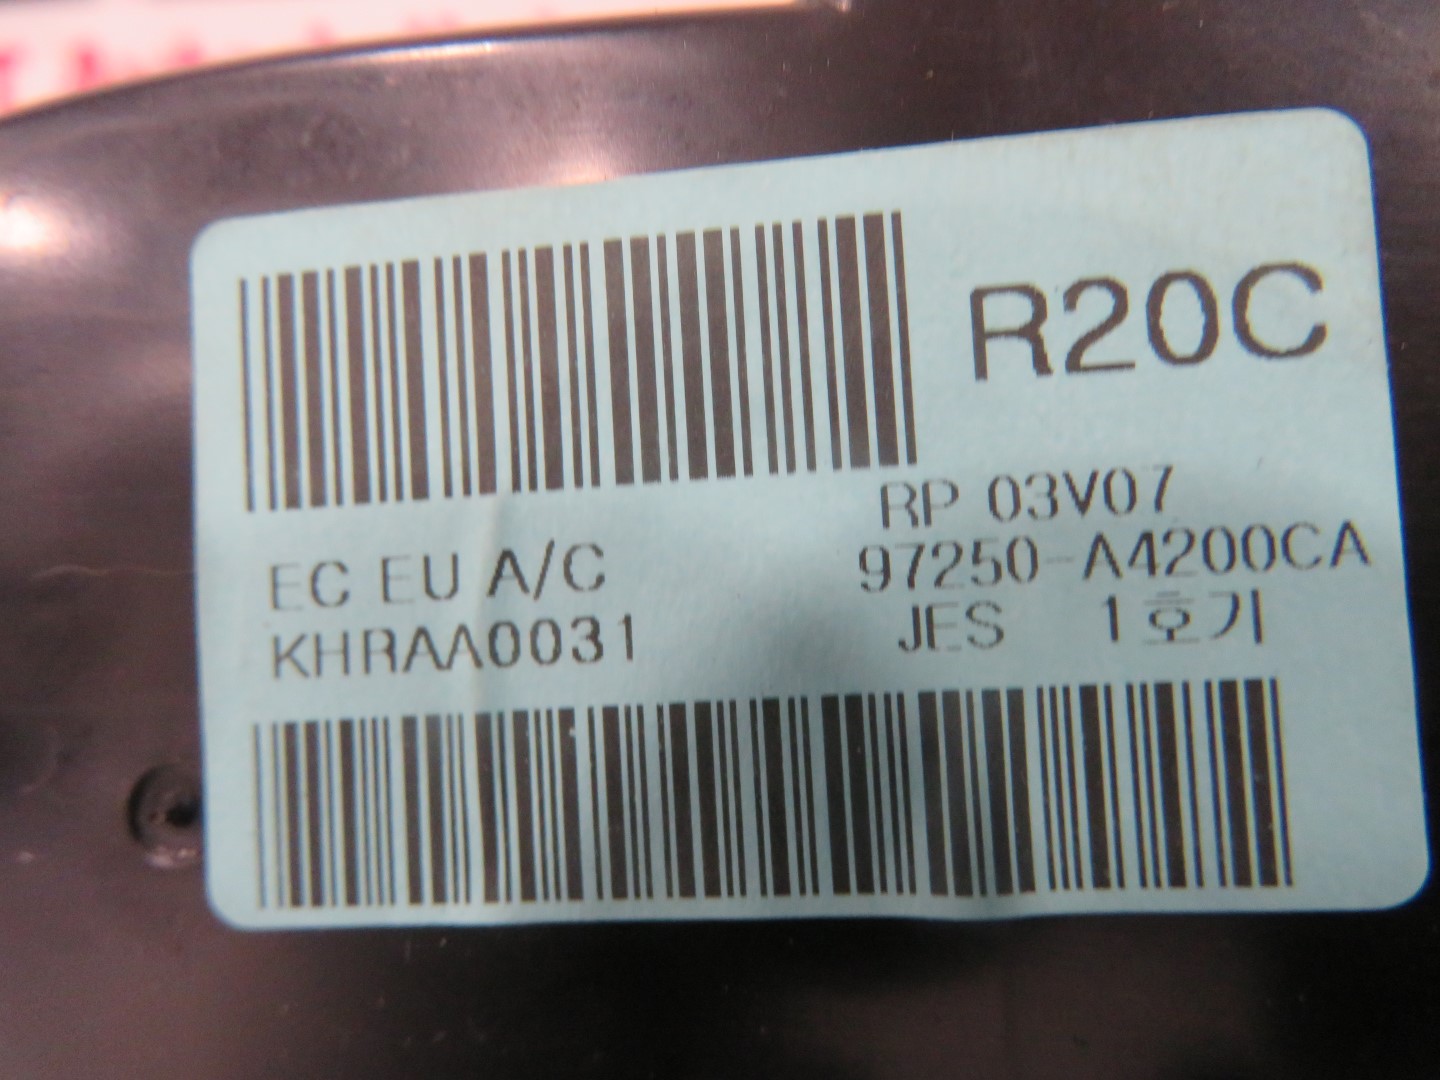 R20C
RP 03V07
EC EU A/C 97250-A4200CA
KHRAA0031 JES 1호기